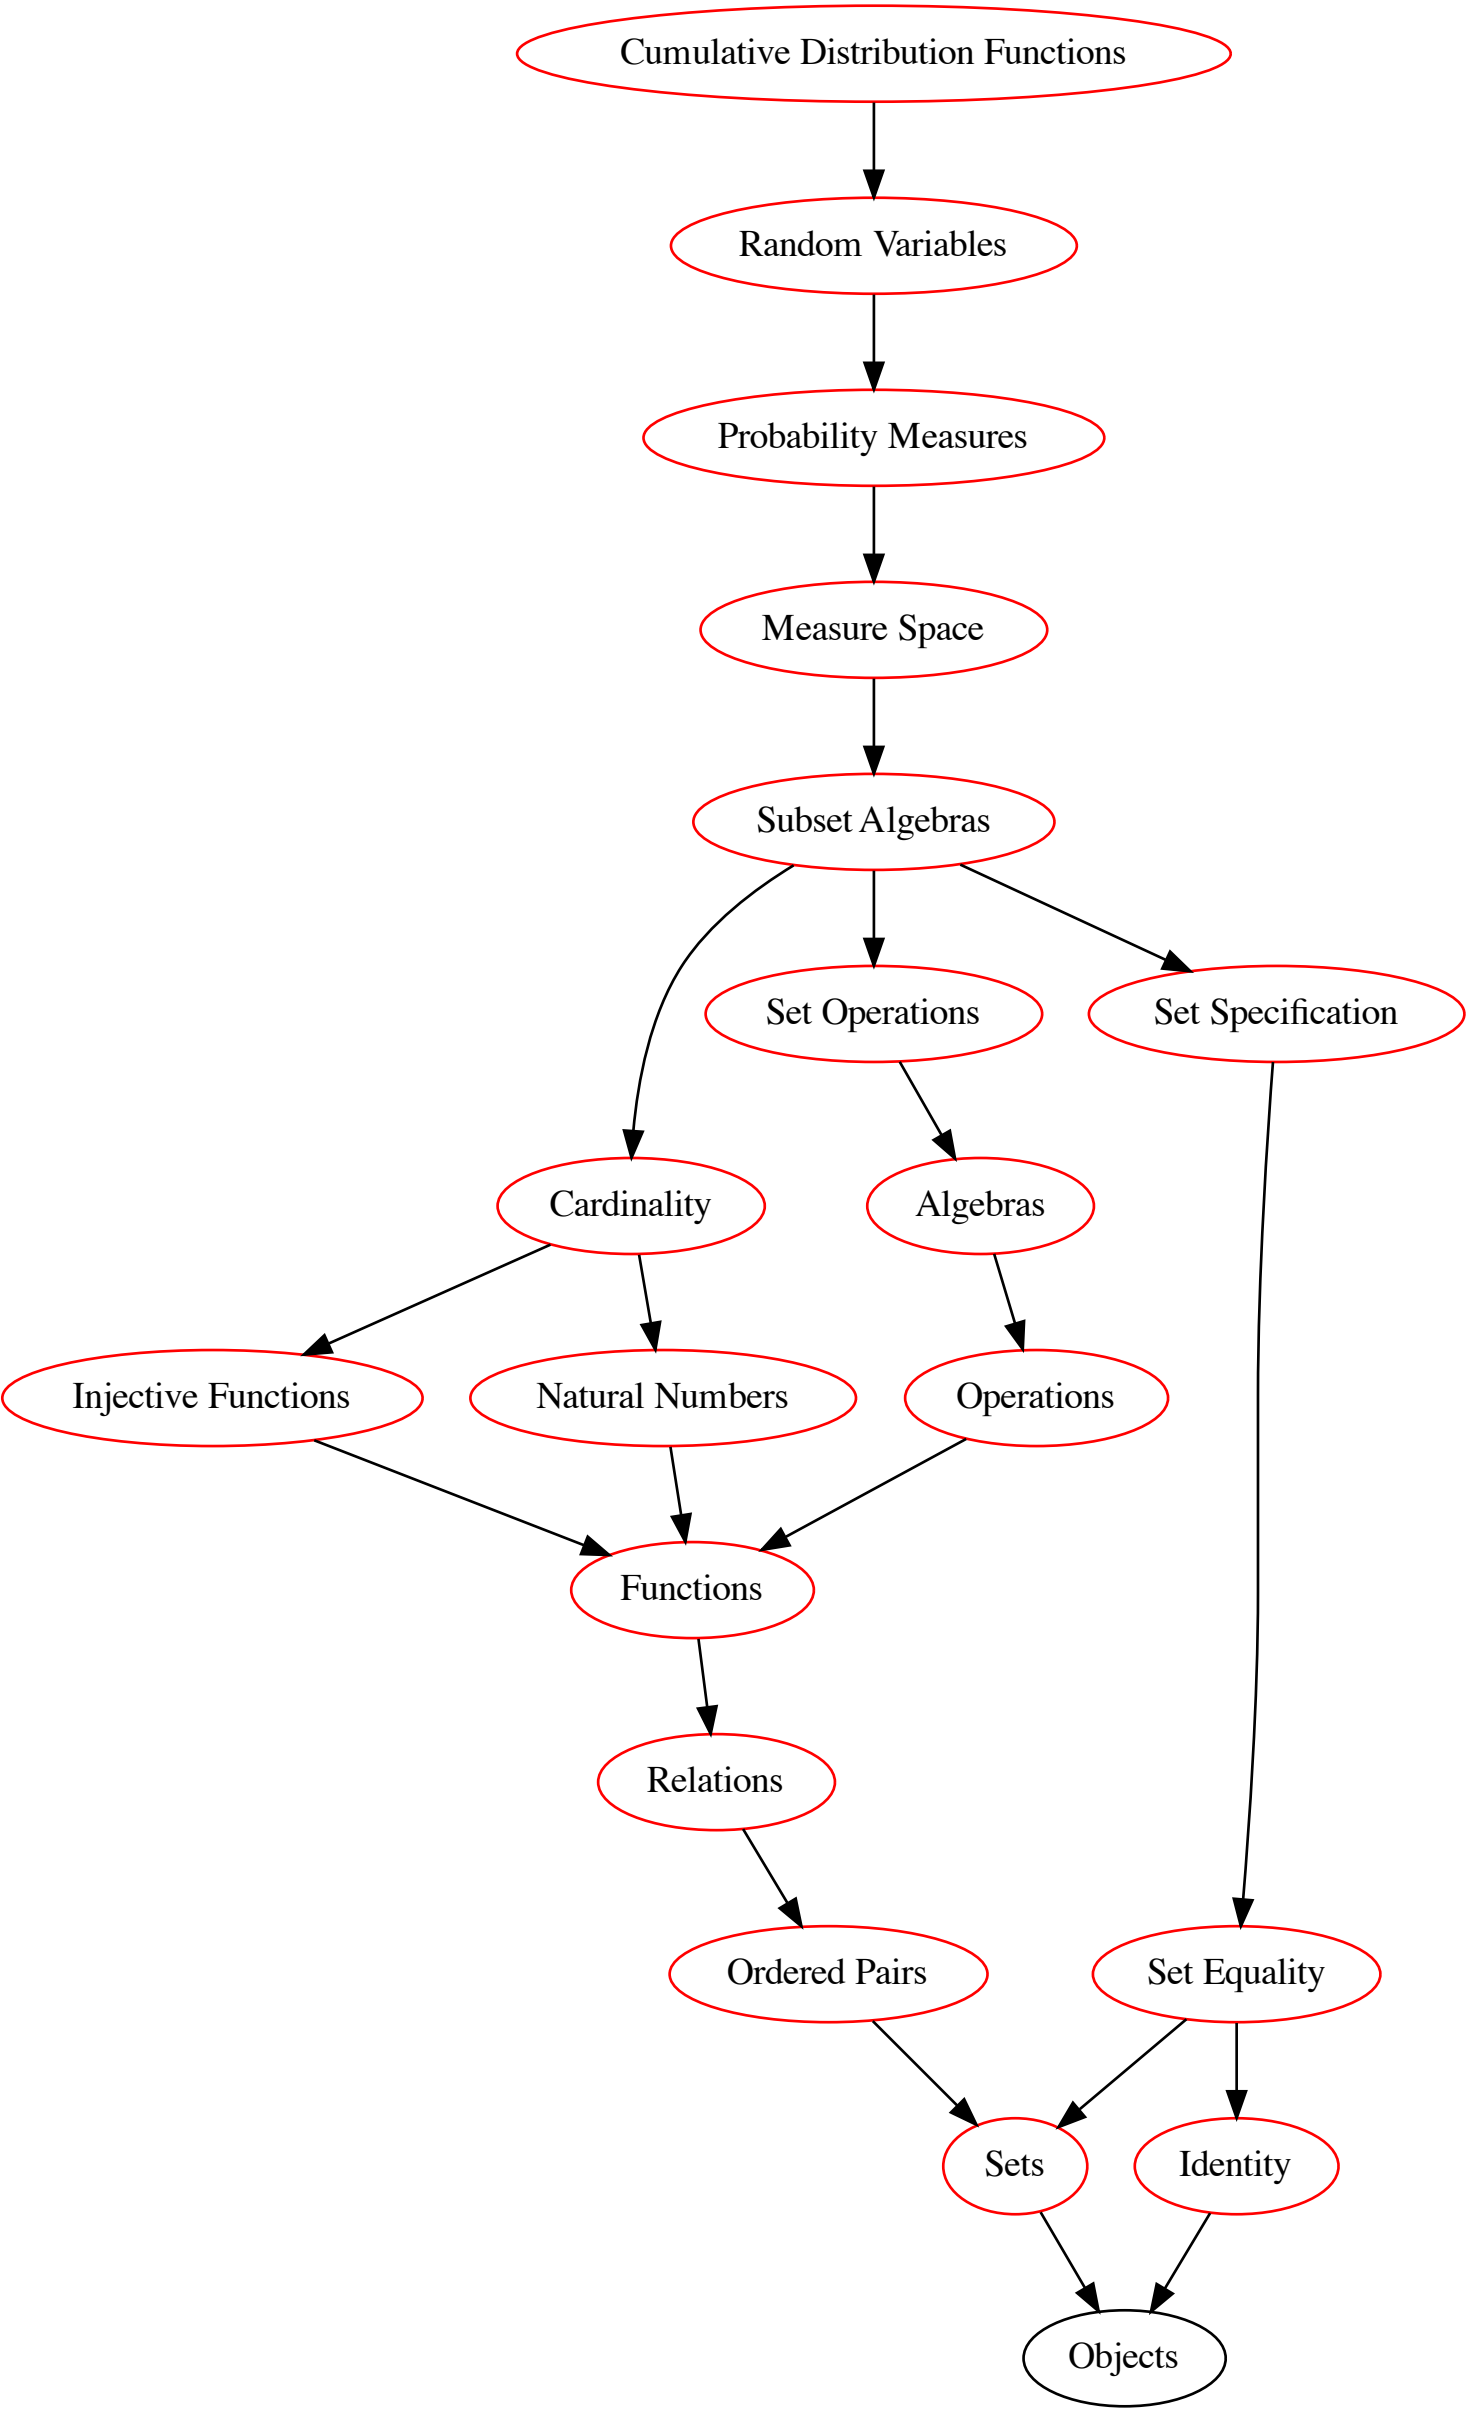 Cumulative Distribution Functions
Random Variables
Probability Measures
Measure Space
Subset Algebras
Set Operations
Set Specification
Cardinality
Algebras
Injective Functions
Natural Numbers
Operations
Functions
Relations
Ordered Pairs
Set Equality
Sets
Identity
Objects